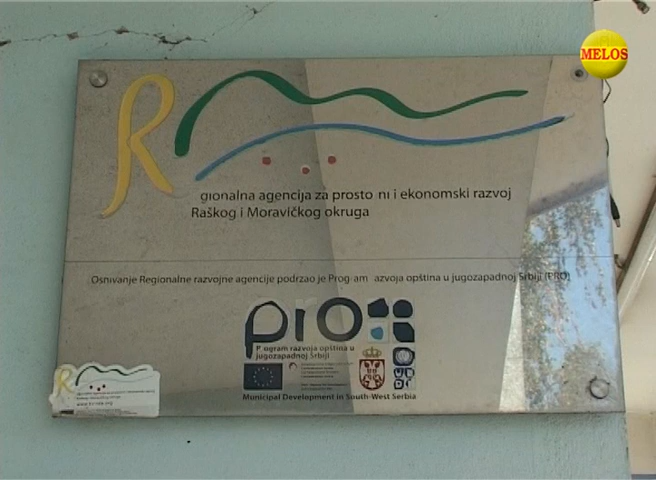 MELOS
R
gionalna agencija za prosto ni i ekonomski razvoj
Raškog i Moravičkog okruga
Osnivanje Regionalne razvojne agencije podržao je Prog am azvoja opština u jugozapadnoj Srbiji (PRO)
pro
P ogram razvoja opština u
jugozapadnoj Srbiji
Municipal Development in South-West Serbia
R